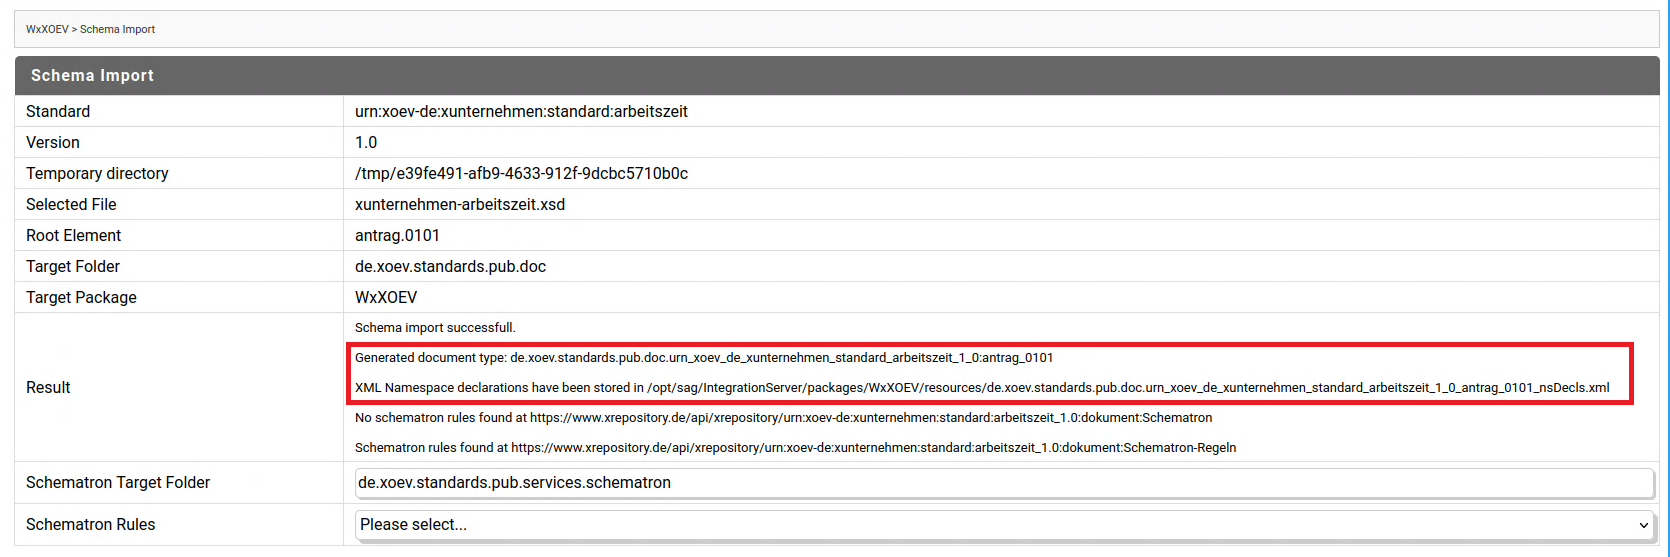 WxXOEV > Schema Import
Schema Import
Standard urn:xoev-de:xunternehmen:standard:arbeitszeit
Version 1.0
Temporary directory /tmp/e39fe491-afb9-4633-912f-9dcbc5710b0c
Selected File xunternehmen-arbeitszeit.xsd
Root Element antrag.0101
Target Folder de.xoev.standards.pub.doc
Target Package WxXOEV
Schema import successfull.
Generated document type: de.xoev.standards.pub.doc.urn_xoev_de_xunternehmen_standard_arbeitszeit_1_0:antrag_0101
Result XML Namespace declarations have been stored in /opt/sag/IntegrationServer/packages/WxXOEV/resources/de.xoev.standards.pub.doc.urn_xoev_de_xunternehmen_standard_arbeitszeit_1_0_antrag_0101_nsDecls.xml
No schematron rules found at https://www.xrepository.de/api/xrepository/urn:xoev-de:xunternehmen:standard:arbeitszeit_1.0:dokument:Schematron
Schematron rules found at https://www.xrepository.de/api/xrepository/urn:xoev-de:xunternehmen:standard:arbeitszeit_1.0:dokument:Schematron-Regeln
Schematron Target Folder de.xoev.standards.pub.services.schematron
Schematron Rules Please select...